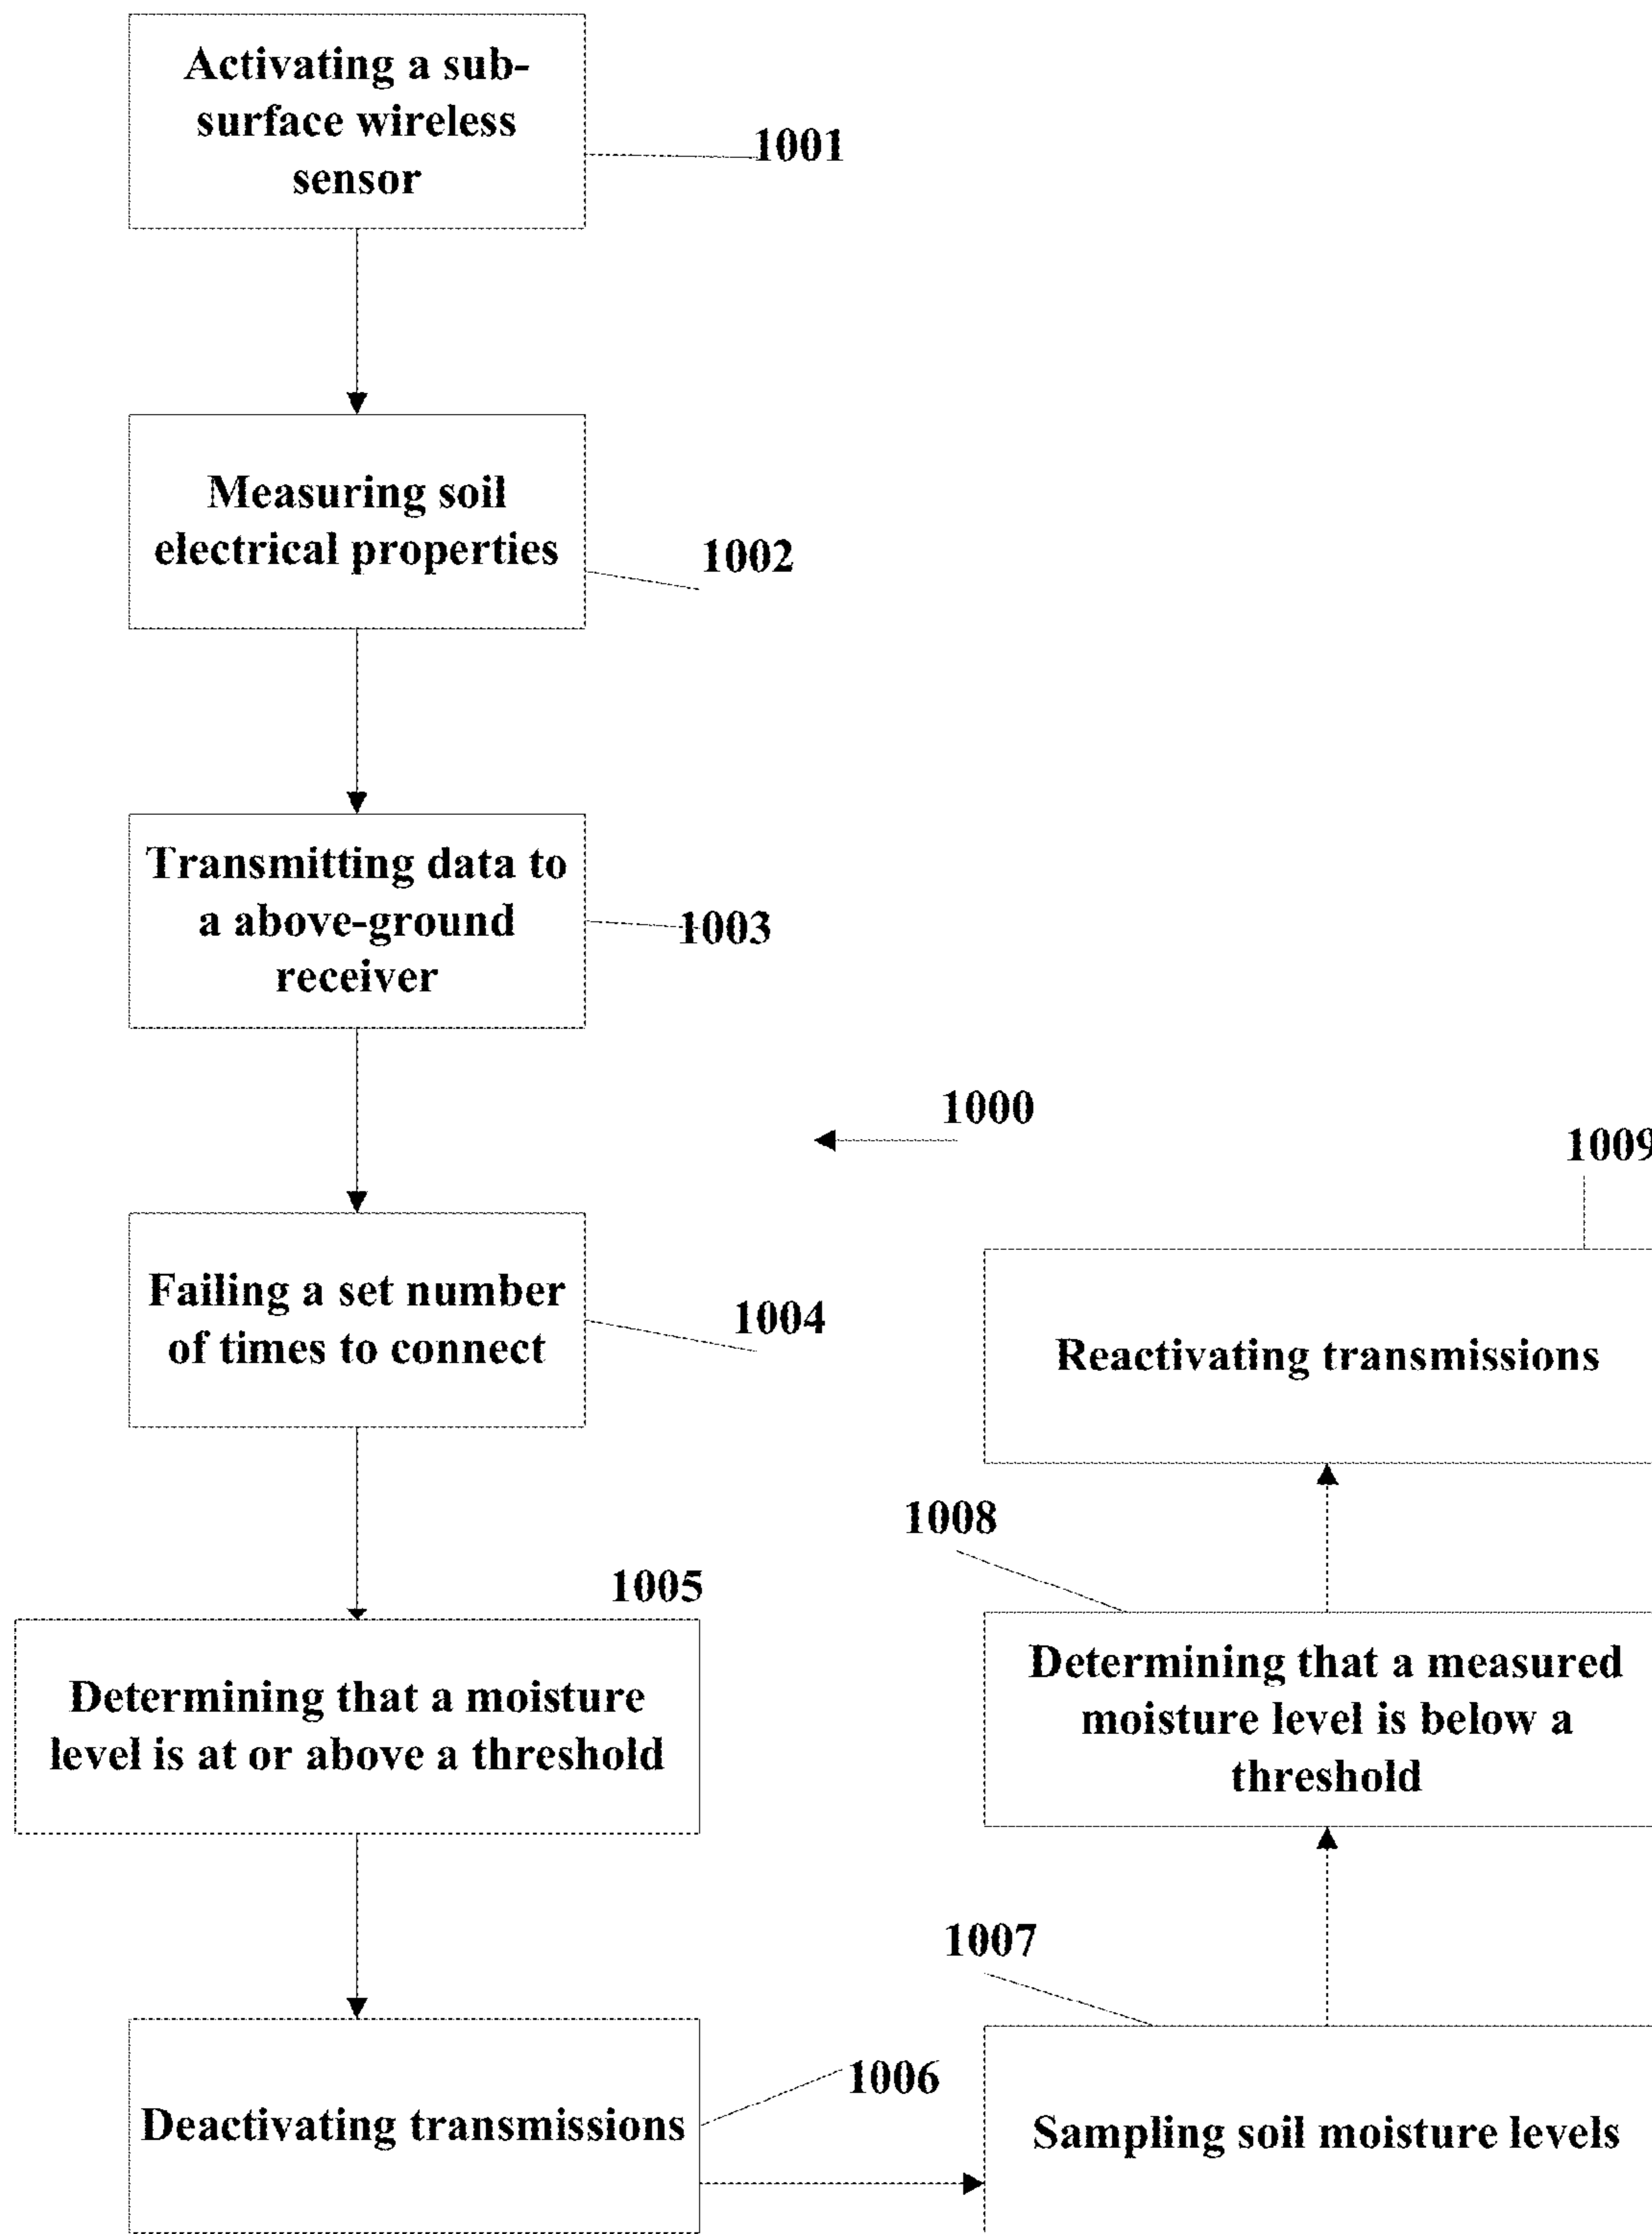 Activating a sub-
surface wireless
sensor
1001
Measuring soil
electrical properties
1002
Transmitting data to
a above-ground
receiver
1003
1000
Failing a set number
of times to connect
1004
1005
Determining that a moisture
level is at or above a threshold
Deactivating transmissions
1006
1007
Sampling soil moisture levels
1008
Determining that a measured
moisture level is below a
threshold
1009
Reactivating transmissions